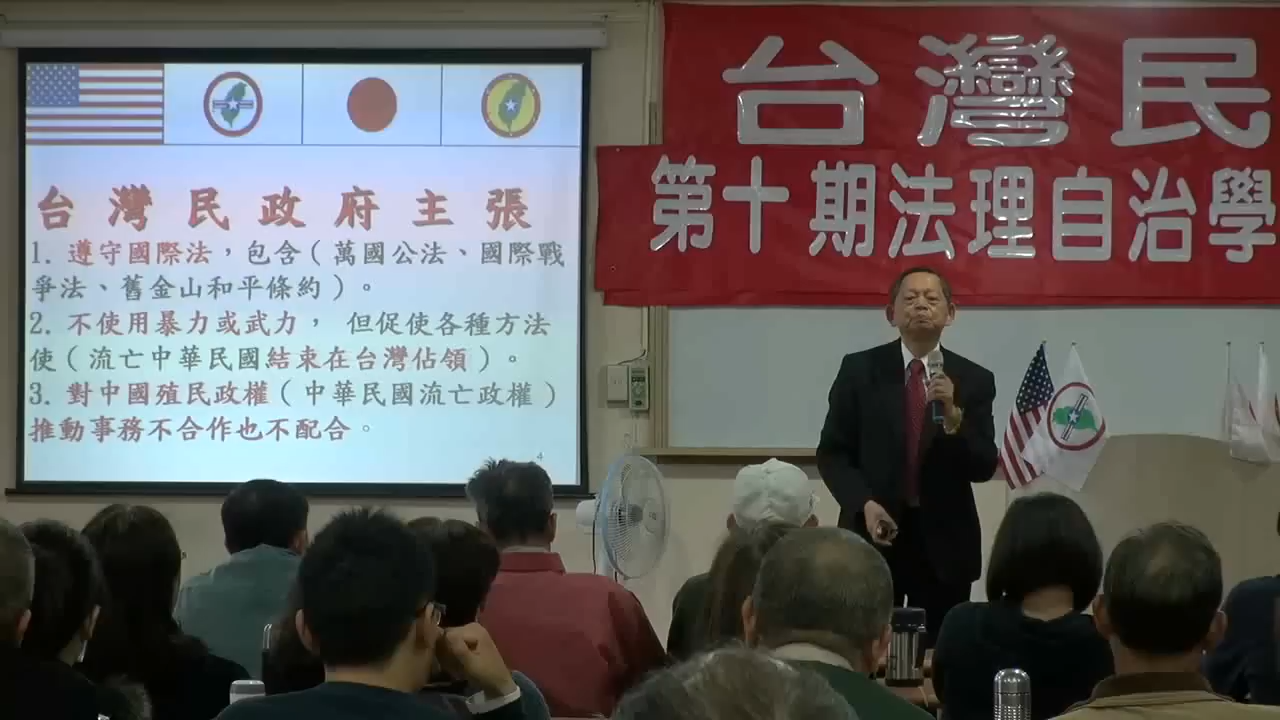 台灣民政府主張
1. 遵守國際法，包含（萬國公法、國際戰
爭法、舊金山和平條約）。
2. 不使用暴力或武力， 但促使各種方法
使（流亡中華民國結束在台灣佔領）。
3. 對中國殖民政權（中華民國流亡政權）
推動事務不合作也不配合。
4
台灣民
第十期法理自治學